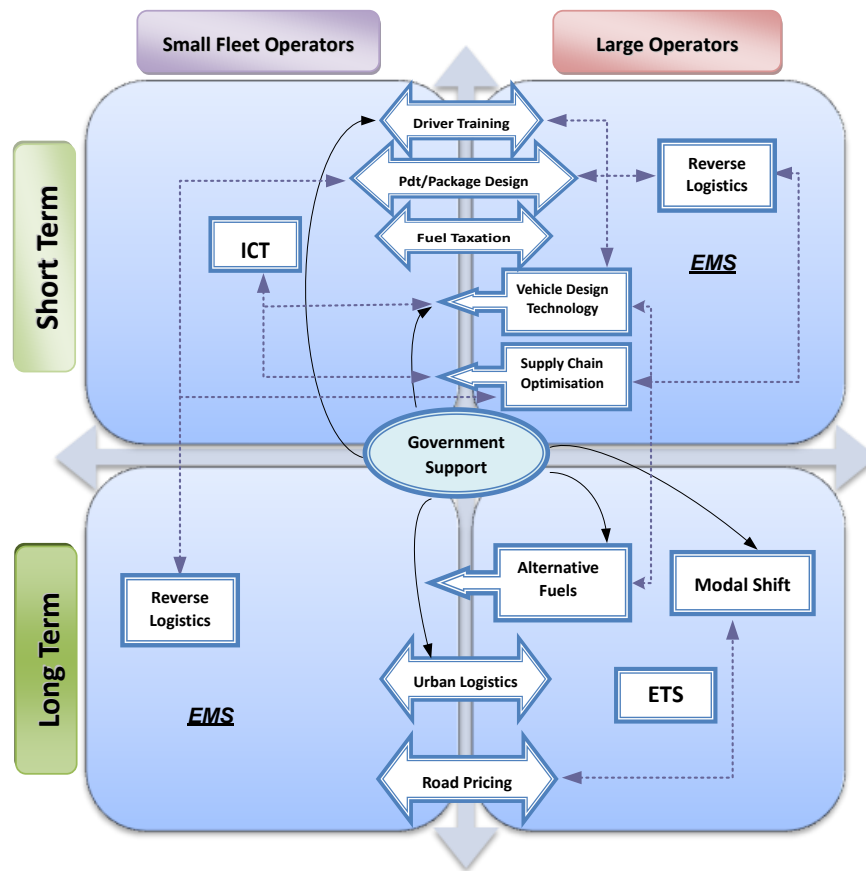 Small Fleet Operators
Large Operators
Short Term
Driver Training
Pdt/Package Design
Reverse
Logistics
Fuel Taxation
ICT
EMS
Vehicle Design
Technology
Supply Chain
Optimisation
Government
Support
Long Term
Alternative
Fuels
Modal Shift
Reverse
Logistics
Urban Logistics
ETS
EMS
Road Pricing